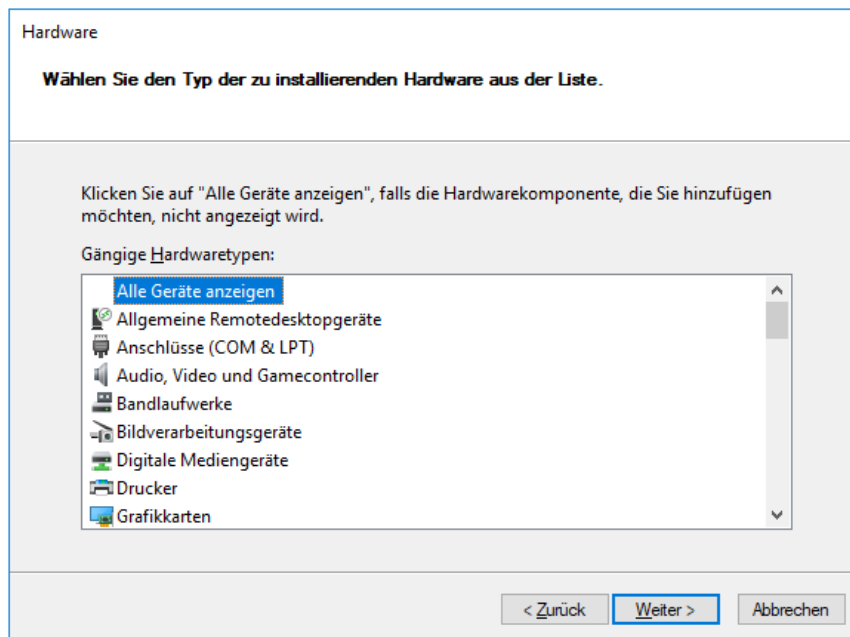 Hardware
Wählen Sie den Typ der zu installierenden Hardware aus der Liste.
Klicken Sie auf "Alle Geräte anzeigen", falls die Hardwarekomponente, die Sie hinzufügen
möchten, nicht angezeigt wird.
Gängige Hardwaretypen:
Alle Geräte anzeigen
Allgemeine Remotedesktopgeräte
Anschlüsse (COM & LPT)
Audio, Video und Gamecontroller
Bandlaufwerke
Bildverarbeitungsgeräte
Digitale Mediengeräte
Drucker
Grafikkarten
< Zurück Weiter > Abbrechen